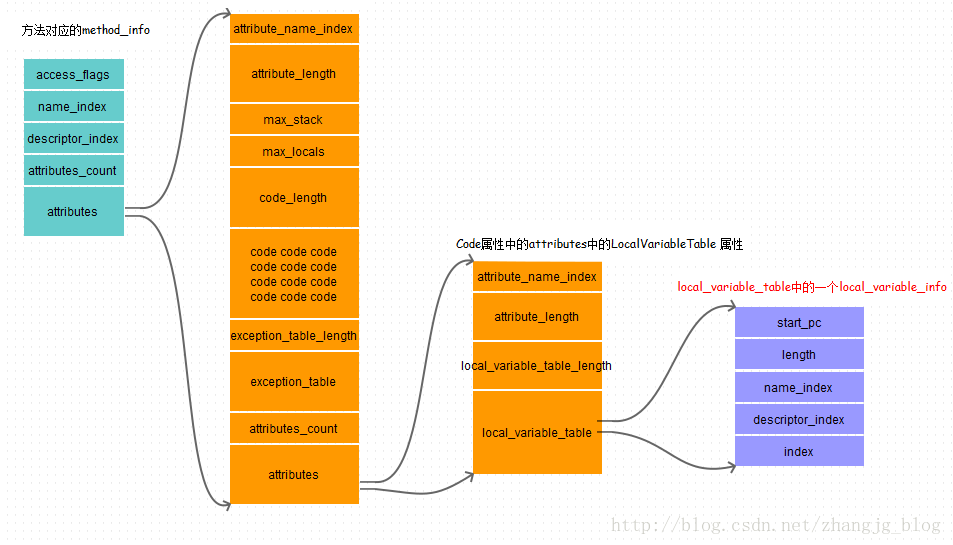 方法对应的method_info
access_flags
name_index
descriptor_index
attributes_count
attributes
attribute_name_index
attribute_length
max_stack
max_locals
code_length
code code code
code code code
code code code
code code code
exception_table_length
exception_table
attributes_count
attributes
Code属性中的attributes中的LocalVariableTable 属性
attribute_name_index
attribute_length
local_variable_table_length
local_variable_table
local_variable_table中的一个local_variable_info
start_pc
length
name_index
descriptor_index
index
http://blog.csdn.net/zhangjg_blog